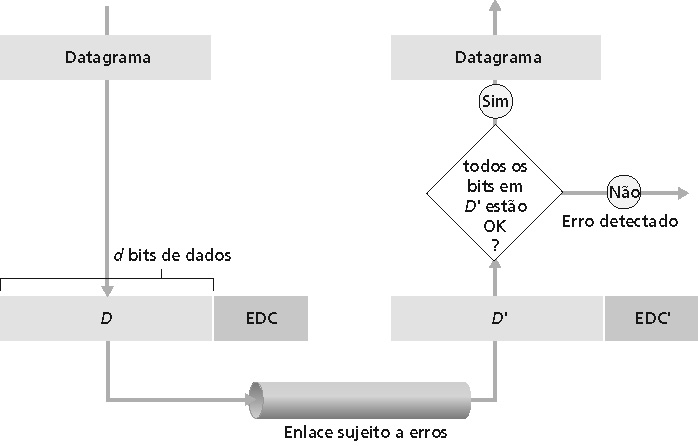 Datagrama
Datagrama
Sim
todos os
bits em
D' estão
OK
?
Não
Erro detectado
d bits de dados
D
EDC
D'
EDC'
Enlace sujeito a erros